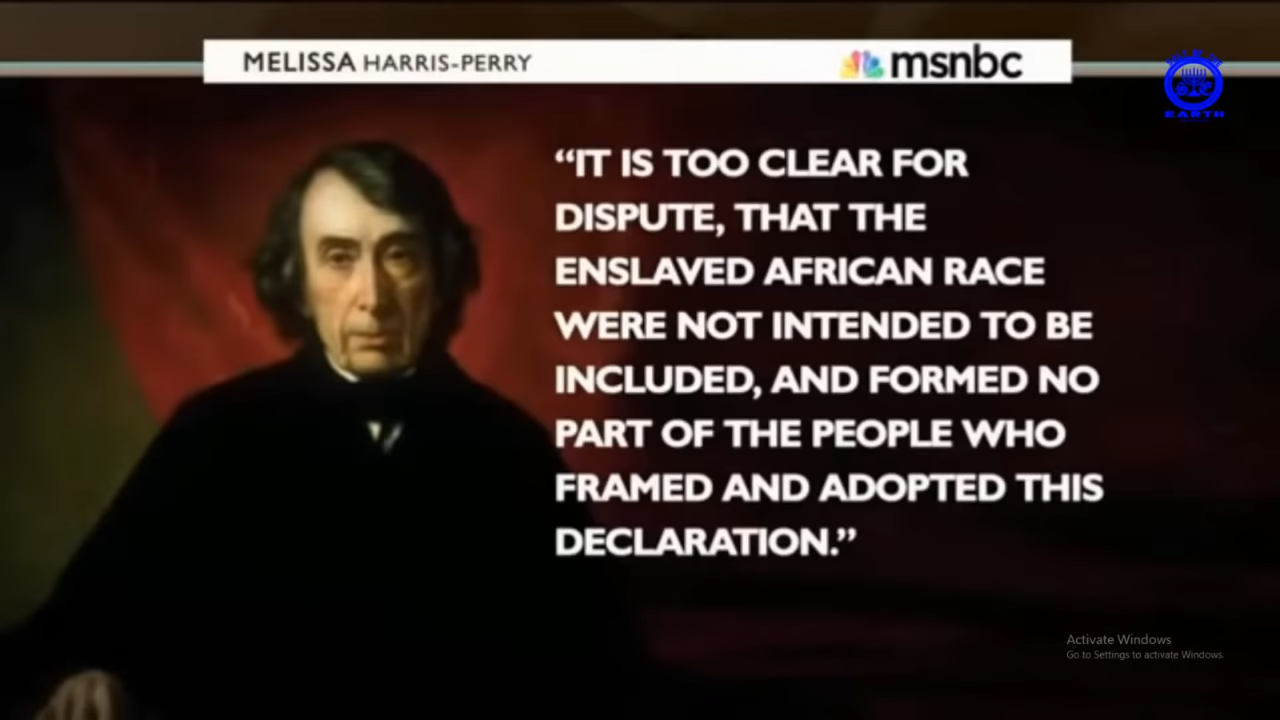 MELISSA HARRIS-PERRY
msnbc
EARTH
“IT IS TOO CLEAR FOR
DISPUTE, THAT THE
ENSLAVED AFRICAN RACE
WERE NOT INTENDED TO BE
INCLUDED, AND FORMED NO
PART OF THE PEOPLE WHO
FRAMED AND ADOPTED THIS
DECLARATION.”
Activate Windows
Go to Settings to activate Windows.